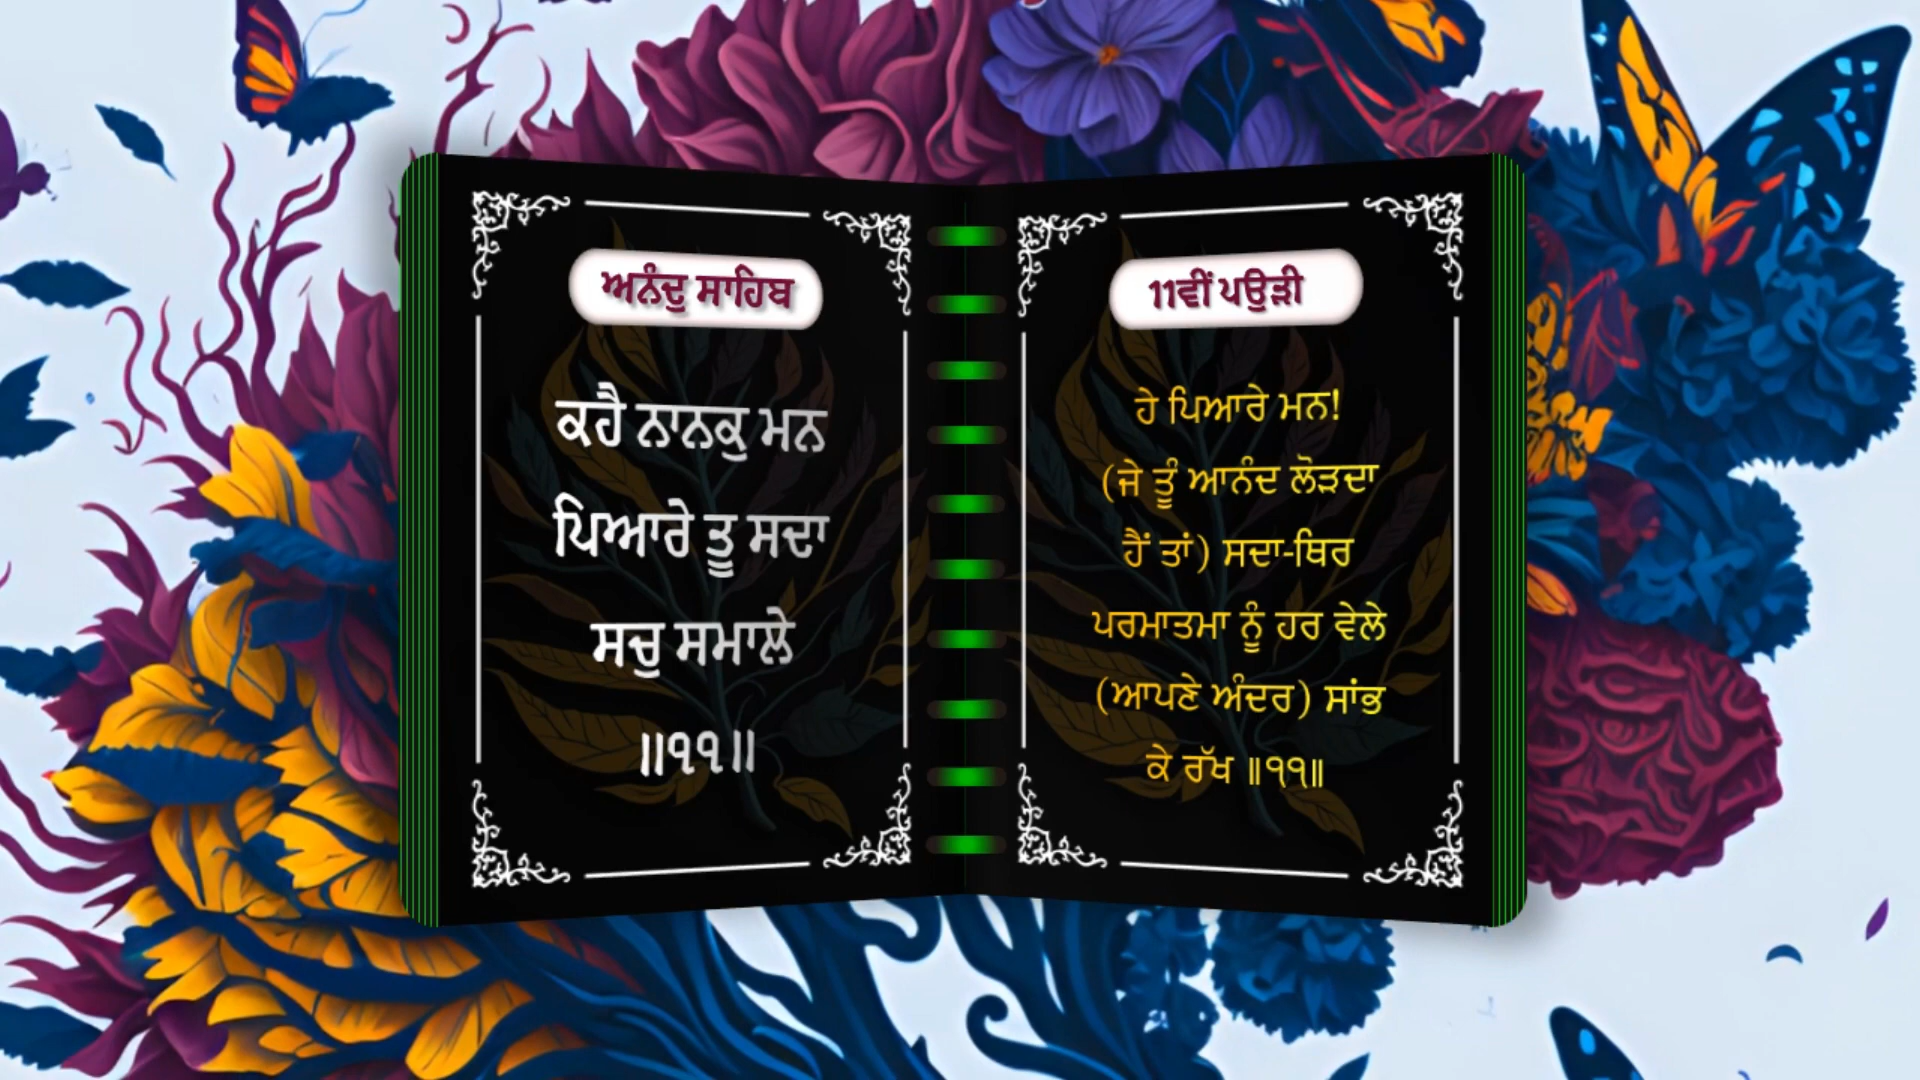 ਅਨੰਦੁ ਸਾਹਿਬ
ਕਹੈ ਨਾਨਕੁ ਮਨ
ਪਿਆਰੇ ਤੂ ਸਦਾ
ਸਚੁ ਸਮਾਲੇ
॥੧੧॥
11ਵੀਂ ਪਉੜੀ
ਹੇ ਪਿਆਰੇ ਮਨ!
(ਜੇ ਤੂੰ ਆਨੰਦ ਲੋੜਦਾ
ਹੈਂ ਤਾਂ) ਸਦਾ-ਥਿਰ
ਪਰਮਾਤਮਾ ਨੂੰ ਹਰ ਵੇਲੇ
(ਆਪਣੇ ਅੰਦਰ) ਸਾਂਭ
ਕੇ ਰੱਖ ॥੧੧॥